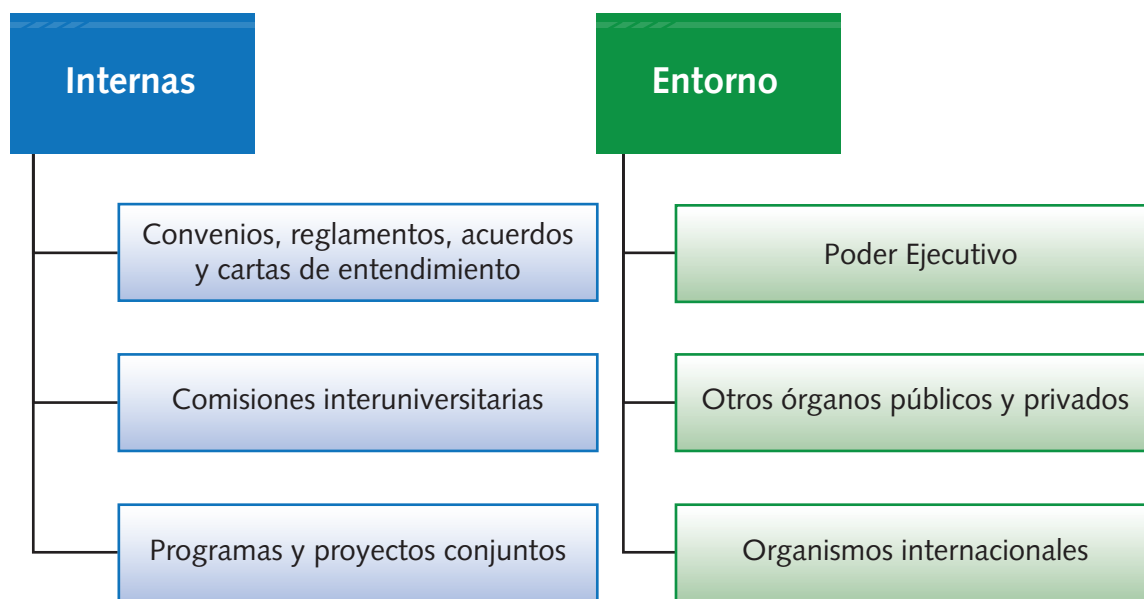 Internas
Convenios, reglamentos, acuerdos
y cartas de entendimiento
Comisiones interuniversitarias
Programas y proyectos conjuntos
Entorno
Poder Ejecutivo
Otros órganos públicos y privados
Organismos internacionales